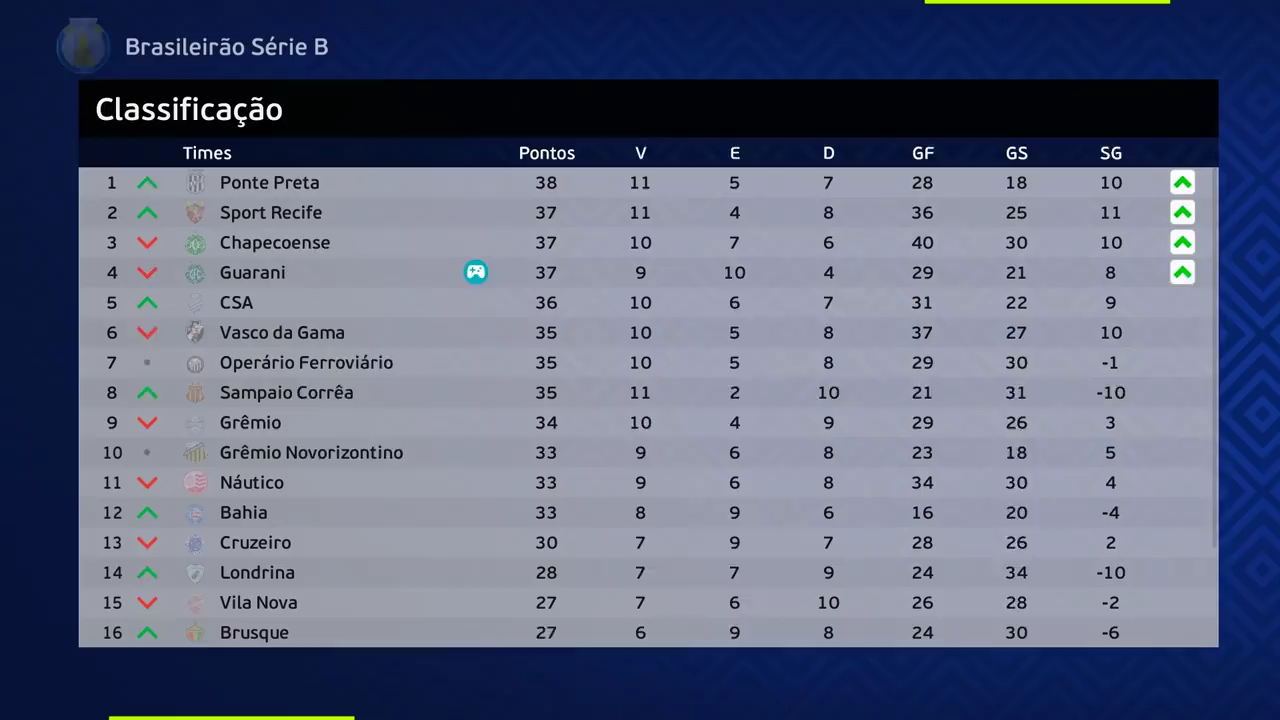 Brasileirão Série B
Classificação
Times Pontos V E D GF GS SG
1 Ponte Preta 38 11 5 7 28 18 10
2 Sport Recife 37 11 4 8 36 25 11
3 Chapecoense 37 10 7 6 40 30 10
4 Guarani 37 9 10 4 29 21 8
5 CSA 36 10 6 7 31 22 9
6 Vasco da Gama 35 10 5 8 37 27 10
7 Operário Ferroviário 35 10 5 8 29 30 -1
8 Sampaio Corrêa 35 11 2 10 21 31 -10
9 Grêmio 34 10 4 9 29 26 3
10 Grêmio Novorizontino 33 9 6 8 23 18 5
11 Náutico 33 9 6 8 34 30 4
12 Bahia 33 8 9 6 16 20 -4
13 Cruzeiro 30 7 9 7 28 26 2
14 Londrina 28 7 7 9 24 34 -10
15 Vila Nova 27 7 6 10 26 28 -2
16 Brusque 27 6 9 8 24 30 -6